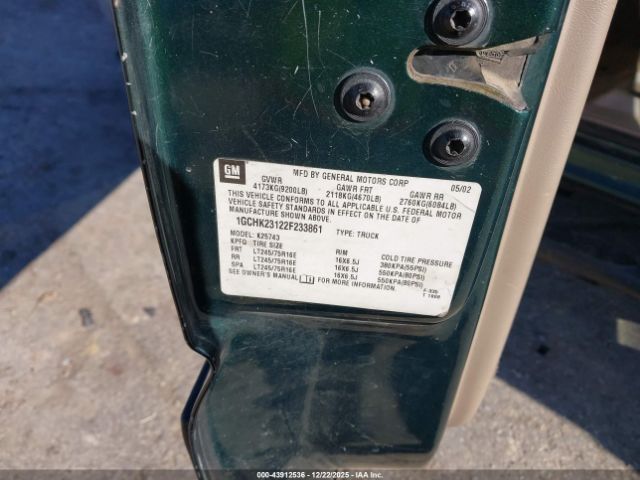 GM
MFD BY GENERAL MOTORS CORP 05/02
GVWR GAWR FRT GAWR RR
4173KG(9200LB) 2118KG(4670LB) 2760KG(6084LB)
THIS VEHICLE CONFORMS TO ALL APPLICABLE U.S. FEDERAL MOTOR
VEHICLE SAFETY STANDARDS IN EFFECT ON THE DATE OF
MANUFACTURE SHOWN ABOVE.
1GCHK23122F233861 TYPE: TRUCK
MODEL: K25743
TIRE SIZE RIM COLD TIRE PRESSURE
FRT LT245/75R16E 16X6.5J 380KPA(55PSI)
RR LT245/75R16E 16X6.5J 550KPA(80PSI)
SPA LT245/75R16E 16X6.5J 550KPA(80PSI)
SEE OWNER'S MANUAL FOR MORE INFORMATION.
000-43912536 - 12/22/2025 - IAA, Inc.